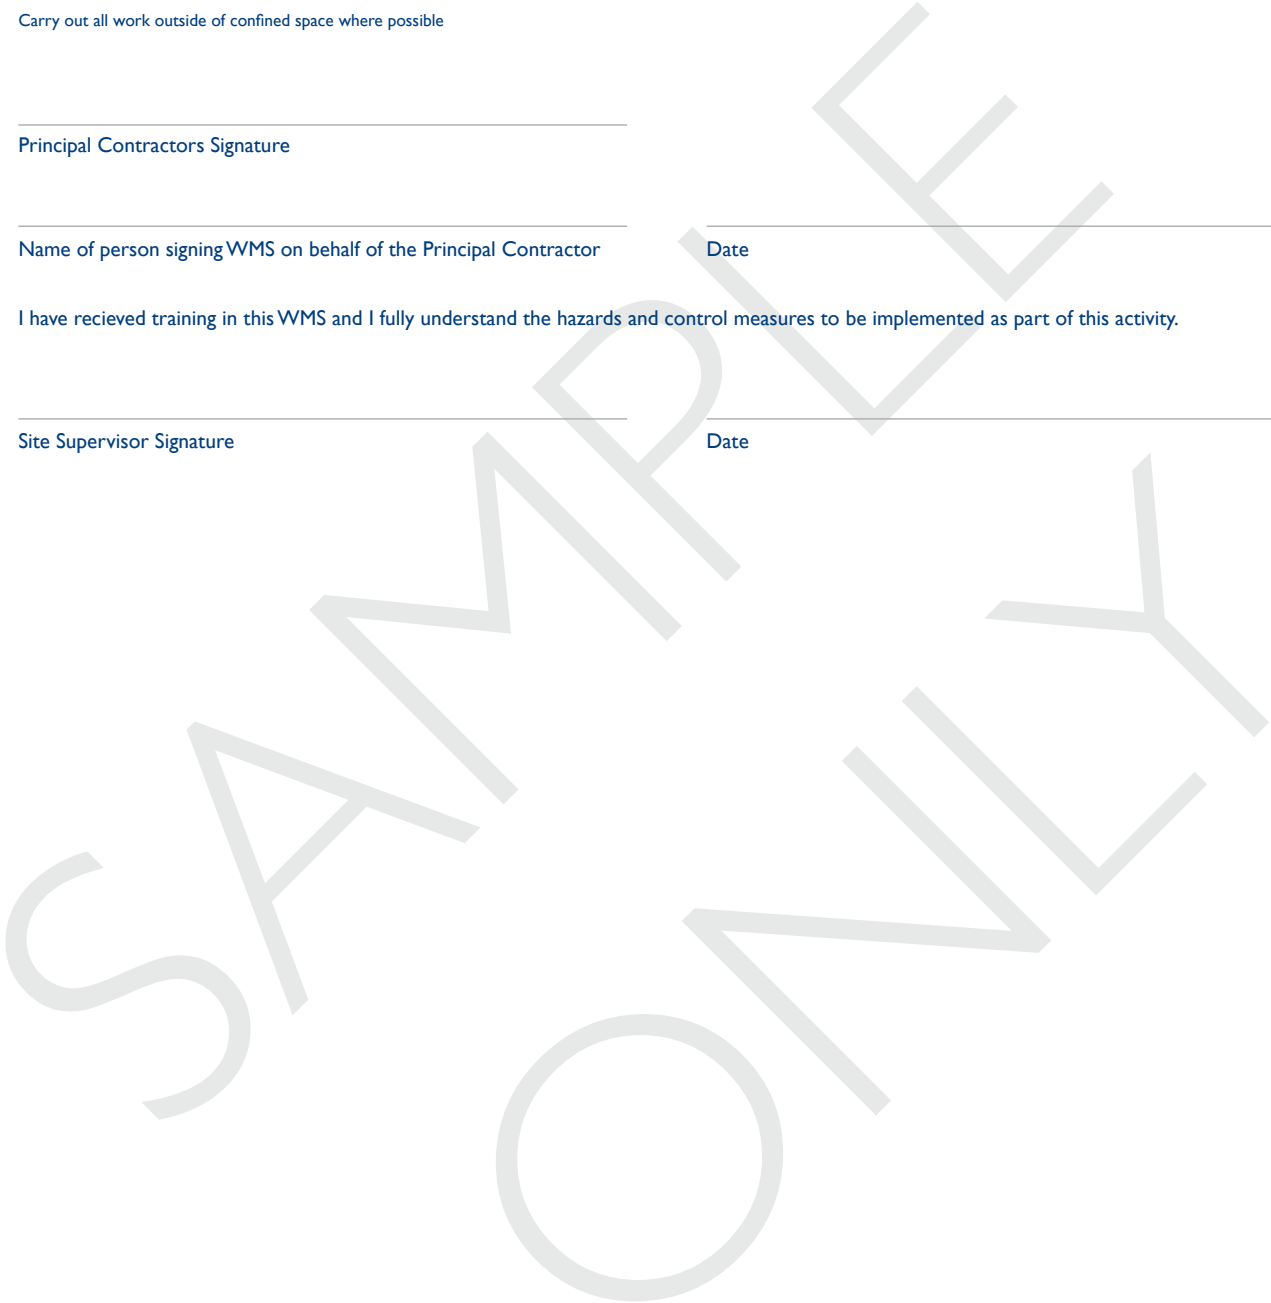 Carry out all work outside of confined space where possible
Principal Contractors Signature
Name of person signing WMS on behalf of the Principal Contractor
Date
I have recieved training in this WMS and I fully understand the hazards and control measures to be implemented as part of this activity.
Site Supervisor Signature
Date
SAMPLE
ONLY